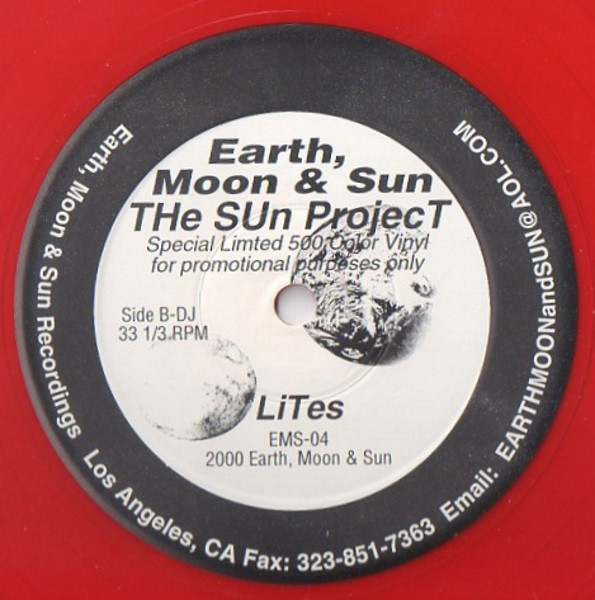 Earth,
Moon & Sun
THe SUn ProjecT
Special Limted 500 Color Vinyl
for promotional purposes only
Side B-DJ
33 1/3 RPM
LiTes
EMS-04
2000 Earth, Moon & Sun
Earth, Moon & Sun Recordings Los Angeles, CA Fax: 323-851-7363 Email: EARTHMOONandSUN@AOL.COM